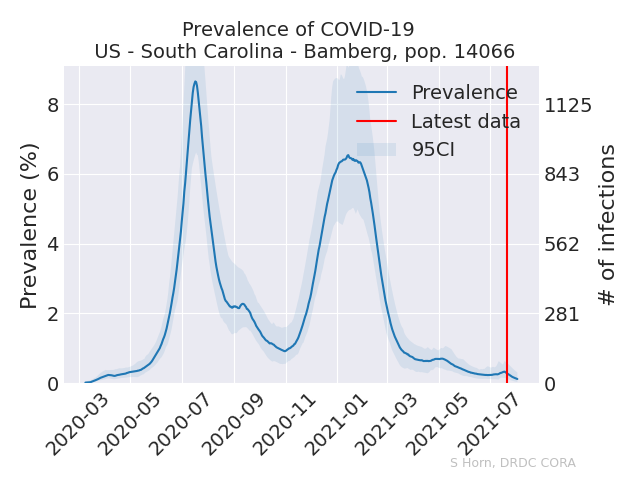 Prevalence of COVID-19
US - South Carolina - Bamberg, pop. 14066
Prevalence
Latest data
95CI
Prevalence (%)
8
6
4
2
0
1125
843
562
281
0
# of infections
2020-03
2020-05
2020-07
2020-09
2020-11
2021-01
2021-03
2021-05
2021-07
S Horn, DRDC CORA